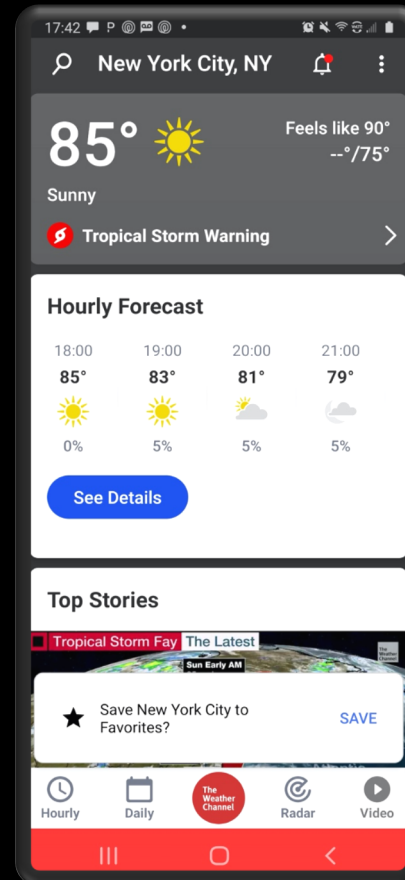 17:42 P
New York City, NY
85°
Feels like 90°
--°/75°
Sunny
Tropical Storm Warning
Hourly Forecast
18:00 19:00 20:00 21:00
85° 83° 81° 79°
0% 5% 5% 5%
See Details
Top Stories
Tropical Storm Fay The Latest
The
Weather
Channel
Sun Early AM
Save New York City to
Favorites?
SAVE
The
Weather
Channel
Hourly Daily Radar Video